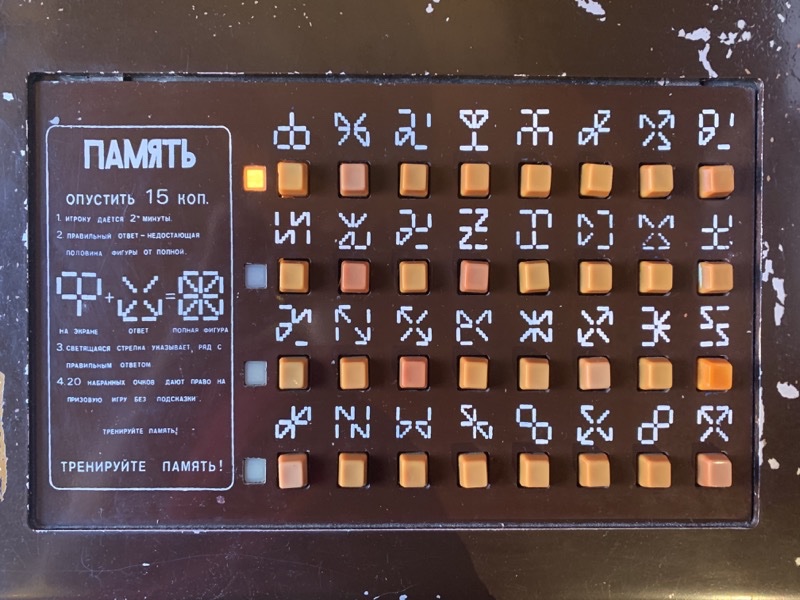 ПАМЯТЬ
ОПУСТИТЬ 15 КОП.
1. ИГРОКУ ДАЁТСЯ 2 МИНУТЫ.
2. ПРАВИЛЬНЫЙ ОТВЕТ – НЕДОСТАЮЩАЯ
ПОЛОВИНА ФИГУРЫ ОТ ПОЛНОЙ.
+ =
НА ЭКРАНЕ ОТВЕТ ПОЛНАЯ ФИГУРА
3. СВЕТЯЩАЯСЯ СТРЕЛКА УКАЗЫВАЕТ РЯД С
ПРАВИЛЬНЫМ ОТВЕТОМ
4. 20 НАБРАННЫХ ОЧКОВ ДАЮТ ПРАВО НА
ПРИЗОВУЮ ИГРУ БЕЗ ПОДСКАЗКИ.
ТРЕНИРУЙТЕ ПАМЯТЬ!
ТРЕНИРУЙТЕ ПАМЯТЬ!